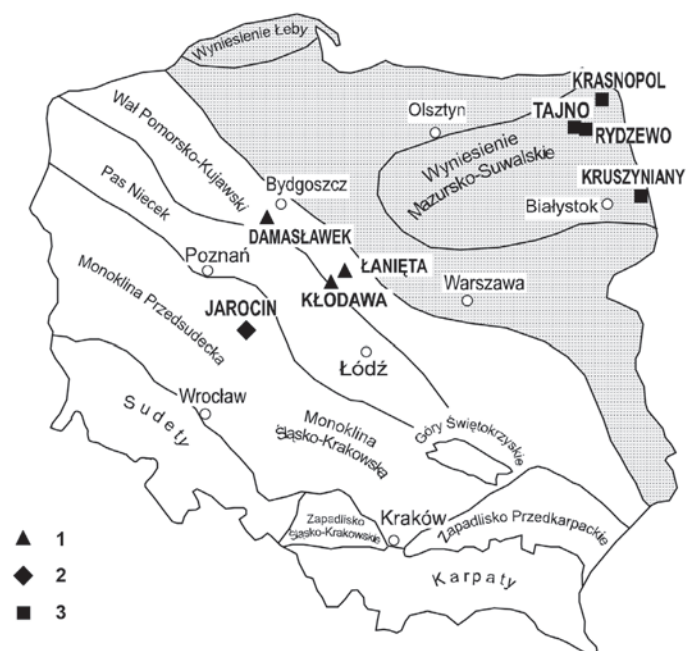 Wyniesienie Łeby
KRASNOPOL
TAJNO
RYDZEWO
Olsztyn
Wyniesienie
Mazursko-Suwalskie
KRUSZYNIANY
Białystok
Wał Pomorsko-Kujawski
Bydgoszcz
DAMASŁAWEK
Pas Niecek
Poznań
ŁANIĘTA
KŁODAWA
Warszawa
Monoklina Przedsudecka
JAROCIN
Łódź
Wrocław
Sudety
Monoklina
Śląsko-Krakowska
Góry Świętokrzyskie
Zapadlisko
Śląsko-Krakowskie
Kraków
Zapadlisko Przedkarpackie
Karpaty
1
2
3